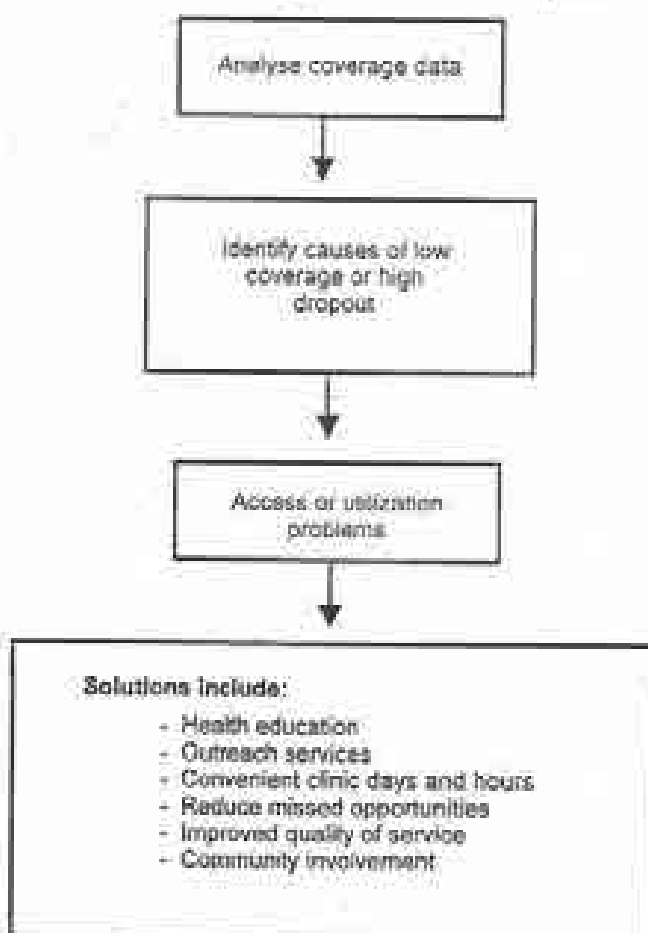 Analyse coverage data
Identify causes of low
coverage or high
dropout
Access or utilization
problems
Solutions include:
- Health education
- Outreach services
- Convenient clinic days and hours
- Reduce missed opportunities
- Improved quality of service
- Community involvement